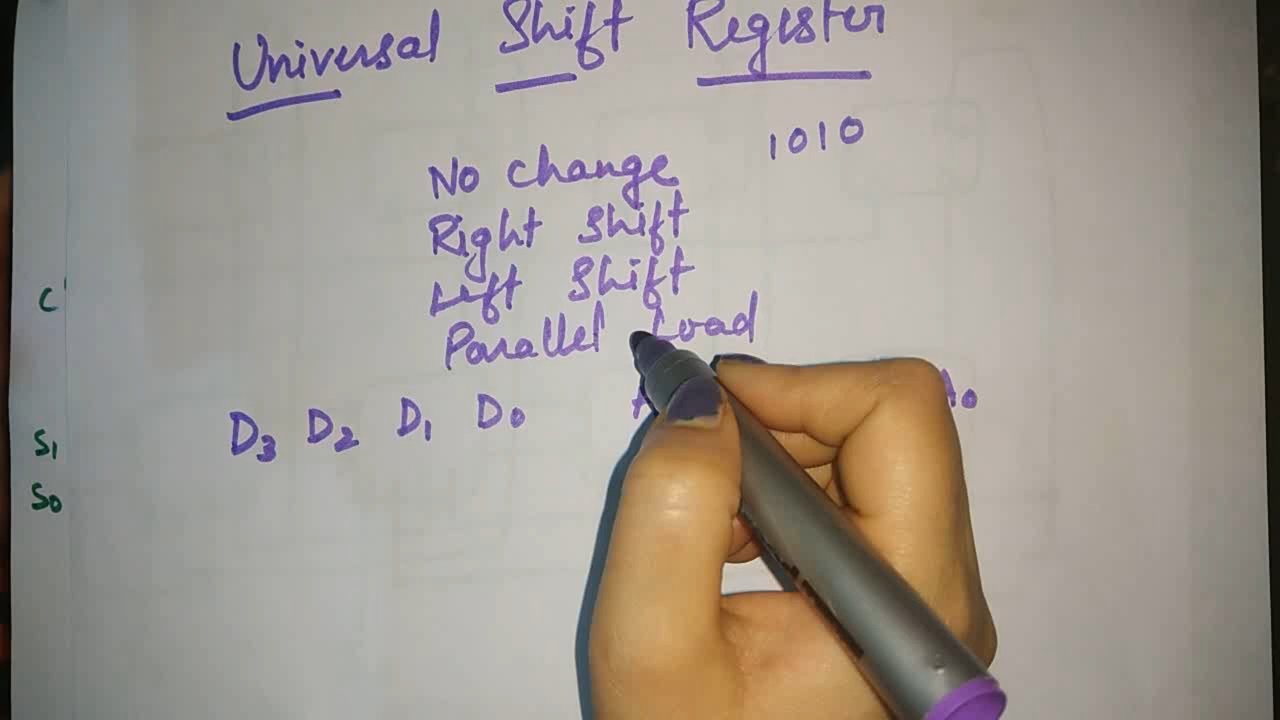 Universal Shift Register
1010
No change
Right Shift
Left Shift
Parallel Load
D3 D2 D1 D0
C
S1
S0